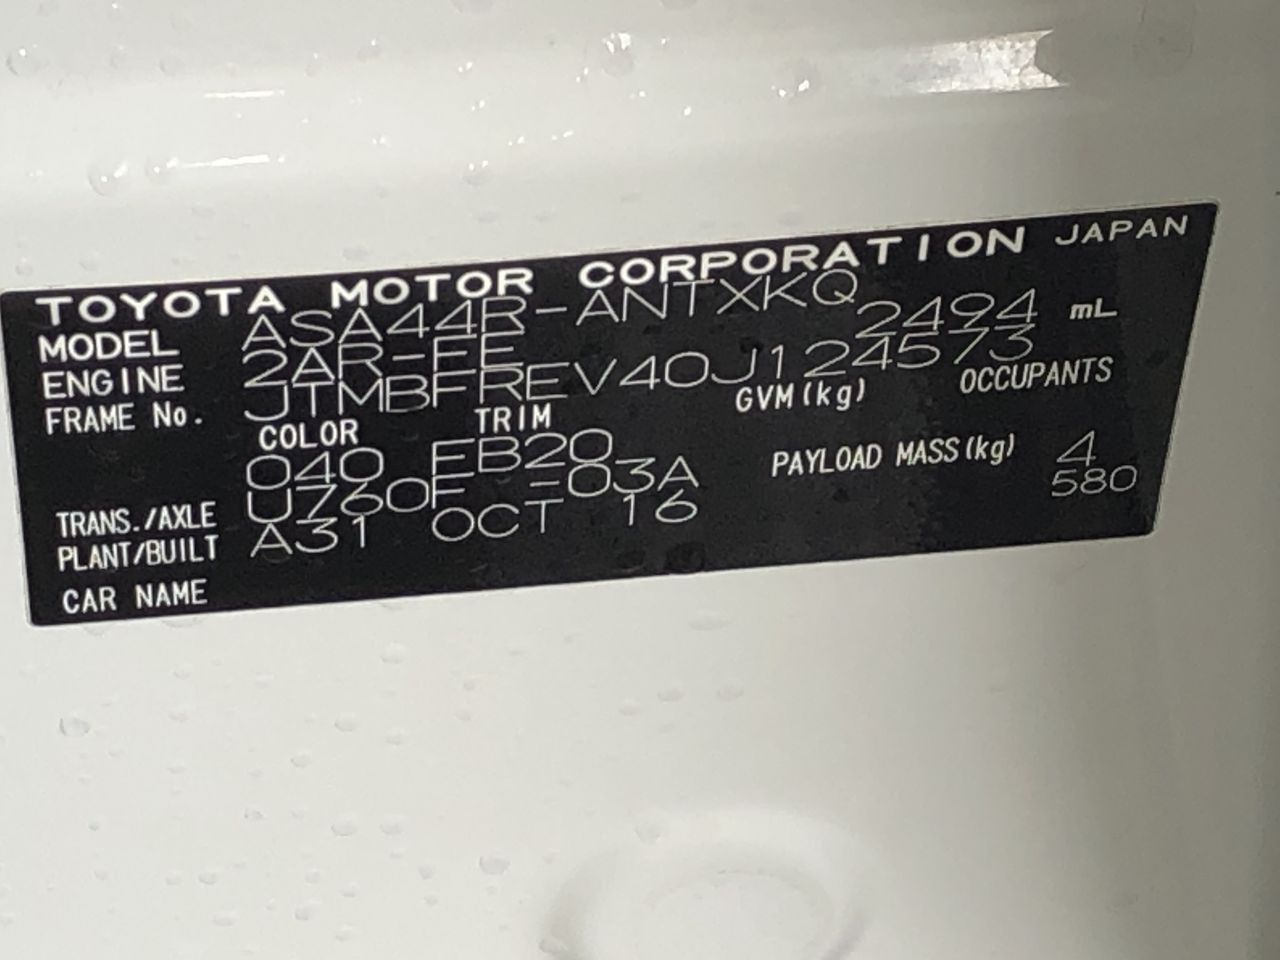 TOYOTA MOTOR CORPORATION JAPAN
MODEL ASA44R-ANTXKQ
ENGINE 2AR-FE 2494 mL
FRAME No. JTMBFREV40J124573
COLOR TRIM GVM(kg) OCCUPANTS
040 EB20 4
TRANS./AXLE U760F -03A PAYLOAD MASS(kg) 580
PLANT/BUILT A31 OCT 16
CAR NAME